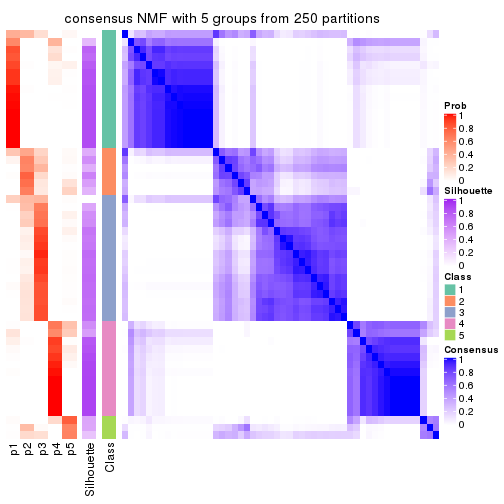 consensus NMF with 5 groups from 250 partitions
Prob
1
0.8
0.6
0.4
0.2
0
Silhouette
1
0.8
0.6
0.4
0.2
0
Class
1
2
3
4
5
Consensus
1
0.8
0.6
0.4
0.2
0
p1
p2
p3
p4
p5
Silhouette
Class